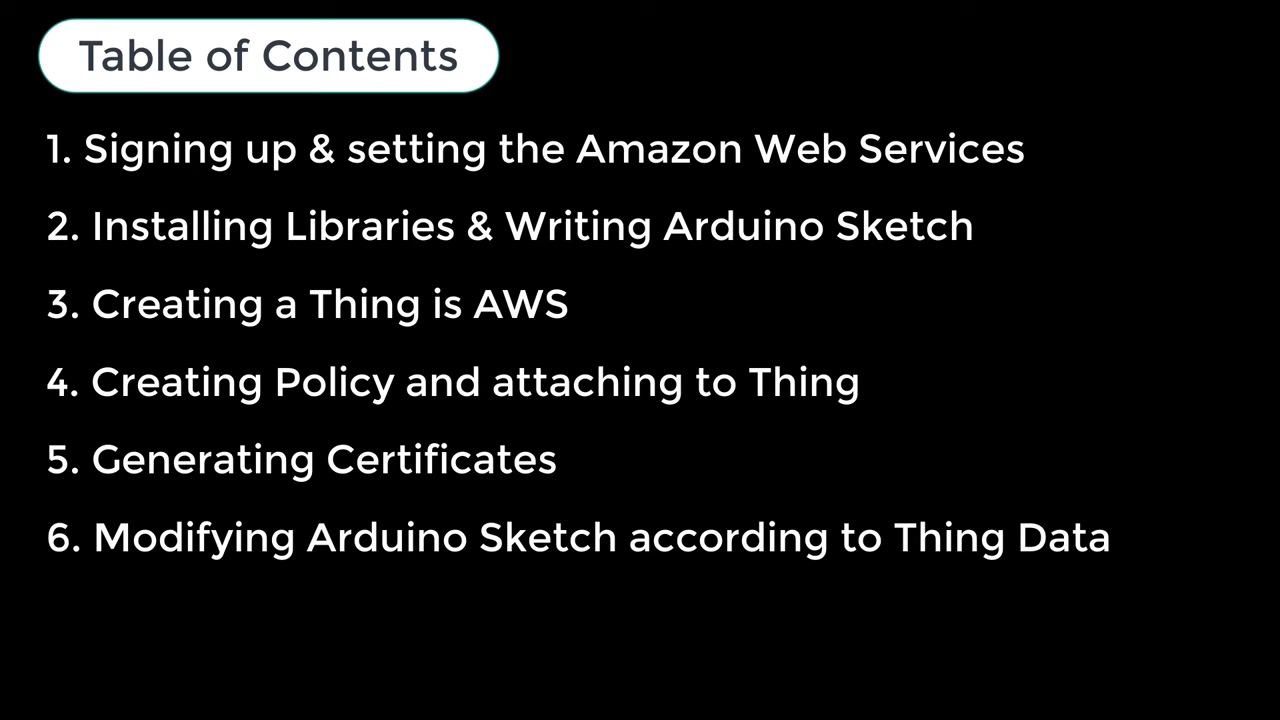 Table of Contents
1. Signing up & setting the Amazon Web Services
2. Installing Libraries & Writing Arduino Sketch
3. Creating a Thing is AWS
4. Creating Policy and attaching to Thing
5. Generating Certificates
6. Modifying Arduino Sketch according to Thing Data